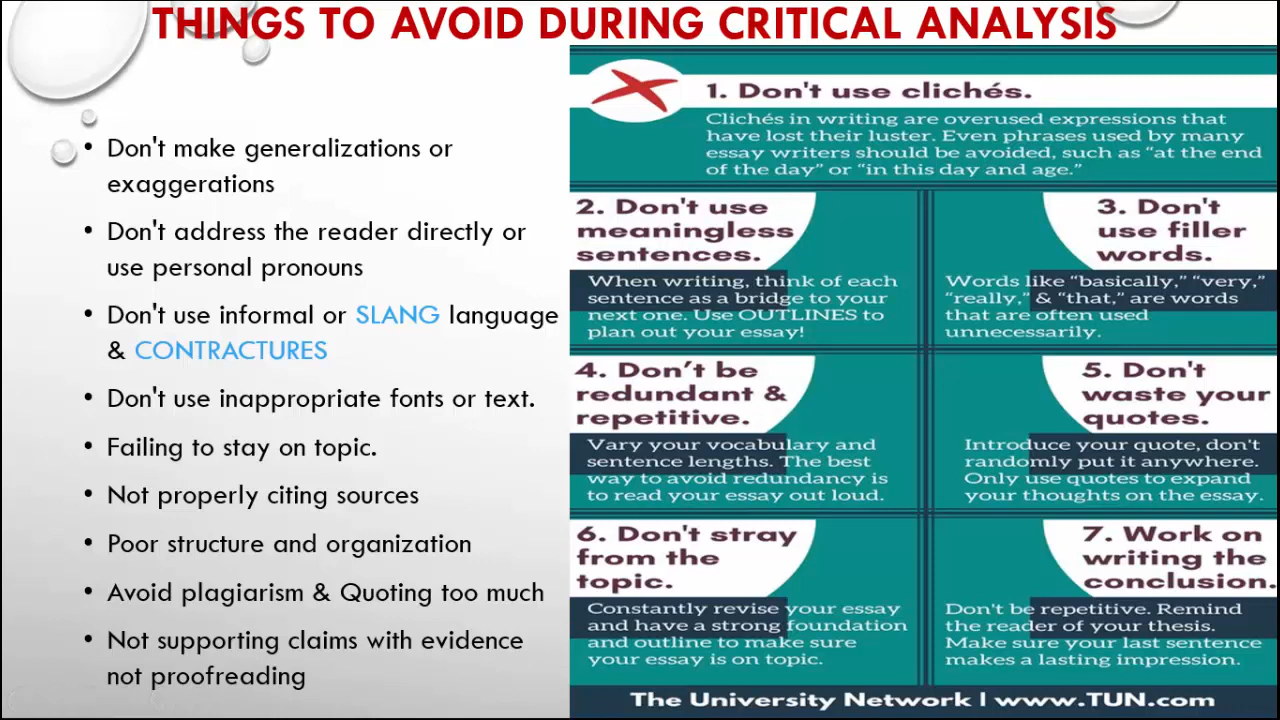 THINGS TO AVOID DURING CRITICAL ANALYSIS
• Don't make generalizations or
exaggerations
• Don't address the reader directly or
use personal pronouns
• Don't use informal or SLANG language
& CONTRACTURES
• Don't use inappropriate fonts or text.
• Failing to stay on topic.
• Not properly citing sources
• Poor structure and organization
• Avoid plagiarism & Quoting too much
• Not supporting claims with evidence
not proofreading
1. Don't use clichés.
Clichés in writing are overused expressions that
have lost their luster. Even phrases used by many
essay writers should be avoided, such as “at the end
of the day” or “in this day and age.”
2. Don't use
meaningless
sentences.
When writing, think of each
sentence as a bridge to your
next one. Use OUTLINES to
plan out your essay!
3. Don't
use filler
words.
Words like “basically,” “very,”
“really,” & “that,” are words
that are often used
unnecessarily.
4. Don’t be
redundant &
repetitive.
Vary your vocabulary and
sentence lengths. The best
way to avoid redundancy is
to read your essay out loud.
5. Don't
waste your
quotes.
Introduce your quote, don't
randomly put it anywhere.
Only use quotes to expand
your thoughts on the essay.
6. Don't stray
from the
topic.
Constantly revise your essay
and have a strong foundation
and outline to make sure
your essay is on topic.
7. Work on
writing the
conclusion.
Don't be repetitive. Remind
the reader of your thesis.
Make sure your last sentence
makes a lasting impression.
The University Network | www.TUN.com